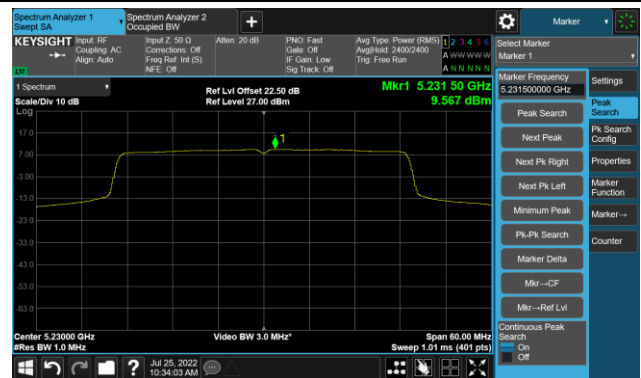 Spectrum Analyzer 1
Swept SA
Spectrum Analyzer 2
Occupied BW
Marker
KEYSIGHT
Input: RF
Coupling: AC
Align: Auto
Input Z: 50 Ω
Corrections: Off
Freq Ref: Int (S)
NFE: Off
Atten: 20 dB
PNO: Fast
Gate: Off
IF Gain: Low
Sig Track: Off
Avg Type: Power (RMS)
Avg|Hold: 2400/2400
Trig: Free Run
1 2 3 4 5 6
A W W W W W
A N N N N N
Select Marker
Marker 1
1 Spectrum
Scale/Div 10 dB
Log
Ref Lvl Offset 22.50 dB
Ref Level 27.00 dBm
Mkr1 5.231 50 GHz
9.567 dBm
17.0
7.00
-3.00
-13.0
-23.0
-33.0
-43.0
-53.0
-63.0
1
Center 5.23000 GHz
#Res BW 1.0 MHz
Video BW 3.0 MHz*
Span 60.00 MHz
Sweep 1.01 ms (401 pts)
Marker Frequency
5.231500000 GHz
Peak Search
Next Peak
Next Pk Right
Next Pk Left
Minimum Peak
Pk-Pk Search
Marker Delta
Mkr→CF
Mkr→Ref Lvl
Continuous Peak
Search
On
Off
Settings
Peak
Search
Pk Search
Config
Properties
Marker
Function
Marker→
Counter
Jul 25, 2022
10:34:03 AM